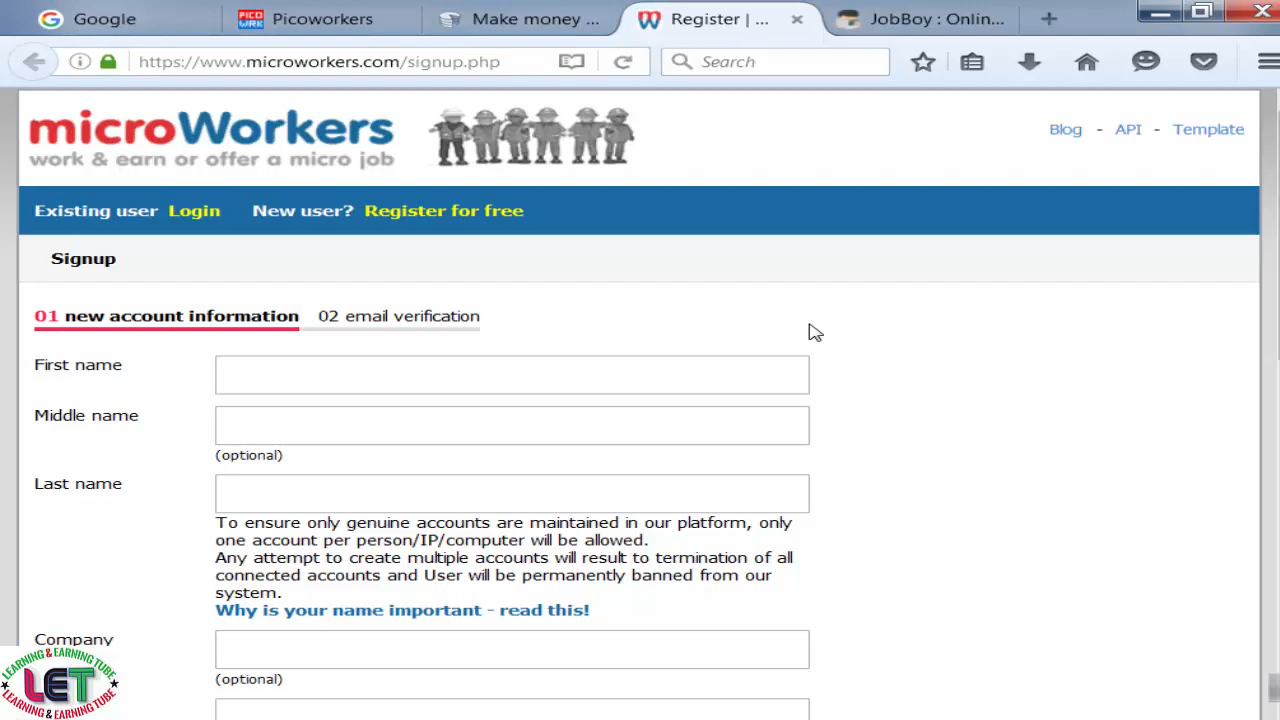 Google
Picoworkers
Make money ...
Register | ...
JobBoy : Onlin...
https://www.microworkers.com/signup.php
Search
microWorkers
work & earn or offer a micro job
Blog - API - Template
Existing user Login New user? Register for free
Signup
01 new account information 02 email verification
First name
Middle name
(optional)
Last name
To ensure only genuine accounts are maintained in our platform, only
one account per person/IP/computer will be allowed.
Any attempt to create multiple accounts will result to termination of all
connected accounts and User will be permanently banned from our
system.
Why is your name important - read this!
Company
(optional)
LEARNING & EARNING TUBE
LET
LEARNING & EARNING TUBE